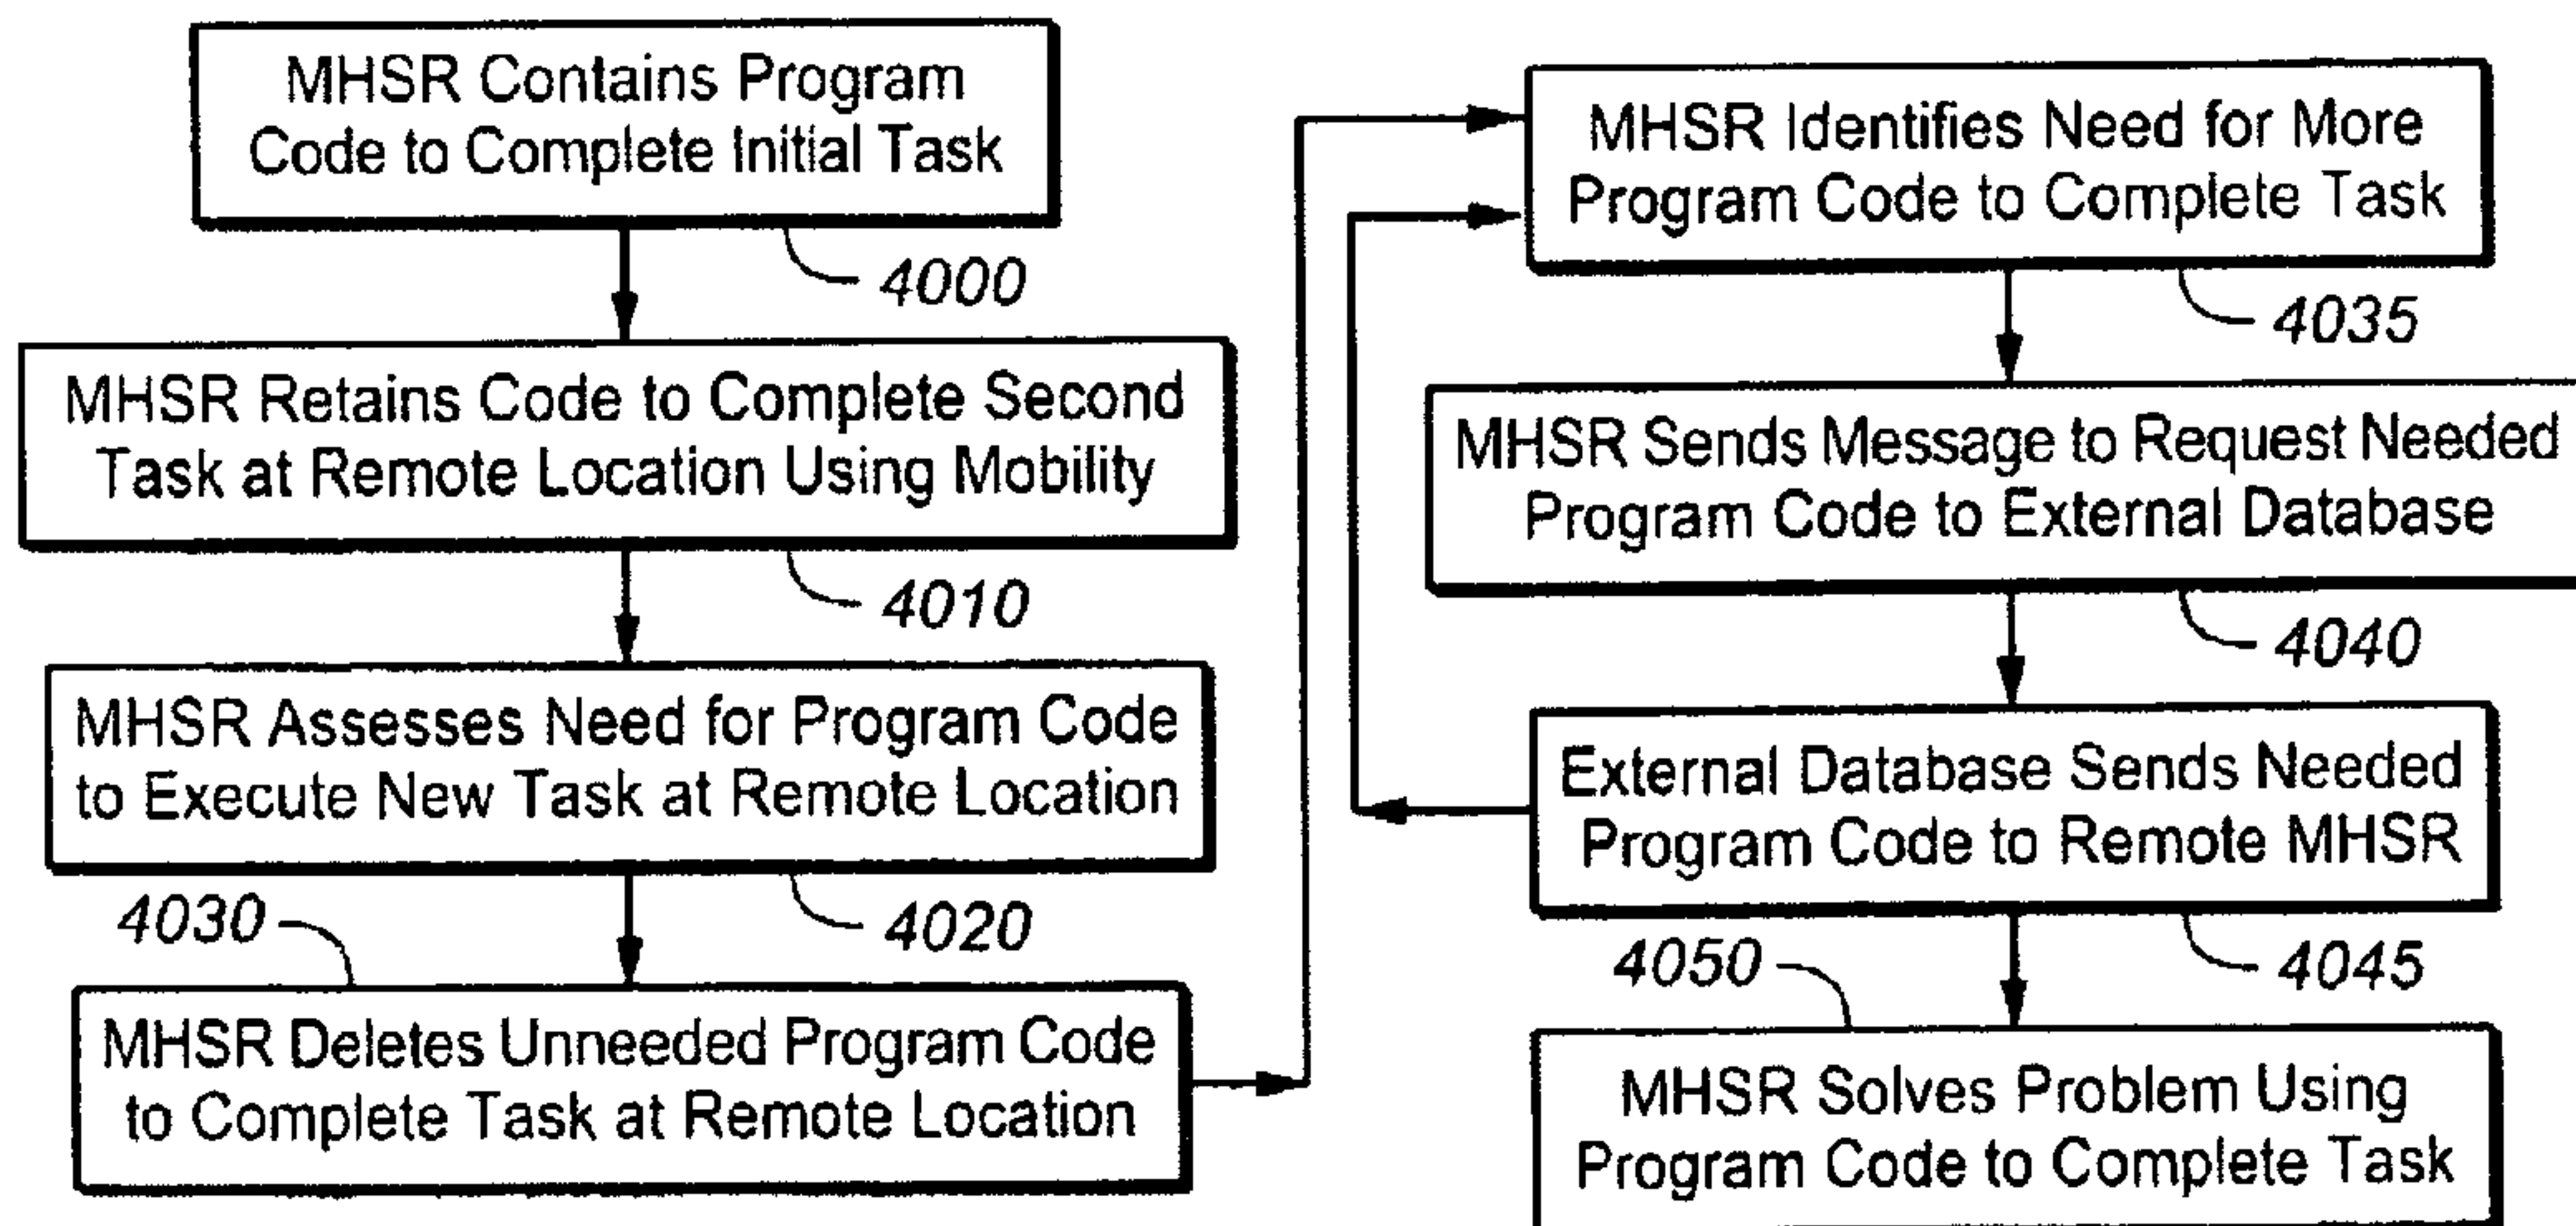 MHSR Contains Program
Code to Complete Initial Task
4000
MHSR Retains Code to Complete Second
Task at Remote Location Using Mobility
4010
MHSR Assesses Need for Program Code
to Execute New Task at Remote Location
4020
4030
MHSR Deletes Unneeded Program Code
to Complete Task at Remote Location
MHSR Identifies Need for More
Program Code to Complete Task
4035
MHSR Sends Message to Request Needed
Program Code to External Database
4040
External Database Sends Needed
Program Code to Remote MHSR
4045
4050
MHSR Solves Problem Using
Program Code to Complete Task